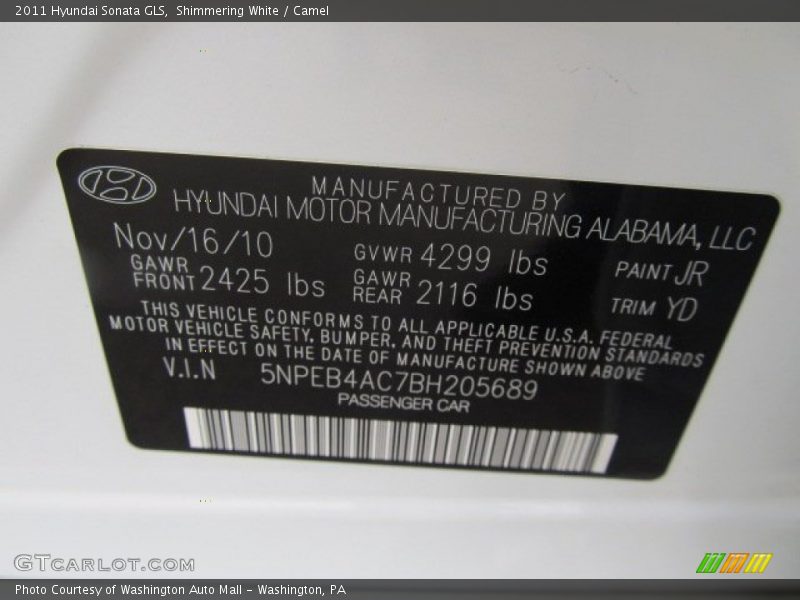 2011 Hyundai Sonata GLS, Shimmering White / Camel
MANUFACTURED BY
HYUNDAI MOTOR MANUFACTURING ALABAMA, LLC
Nov/16/10 GVWR 4299 lbs PAINT JR
GAWR FRONT 2425 lbs GAWR REAR 2116 lbs TRIM YD
THIS VEHICLE CONFORMS TO ALL APPLICABLE U.S.A. FEDERAL
MOTOR VEHICLE SAFETY, BUMPER, AND THEFT PREVENTION STANDARDS
IN EFFECT ON THE DATE OF MANUFACTURE SHOWN ABOVE
V.I.N 5NPEB4AC7BH205689
PASSENGER CAR
GTCARLOT.COM
Photo Courtesy of Washington Auto Mall - Washington, PA